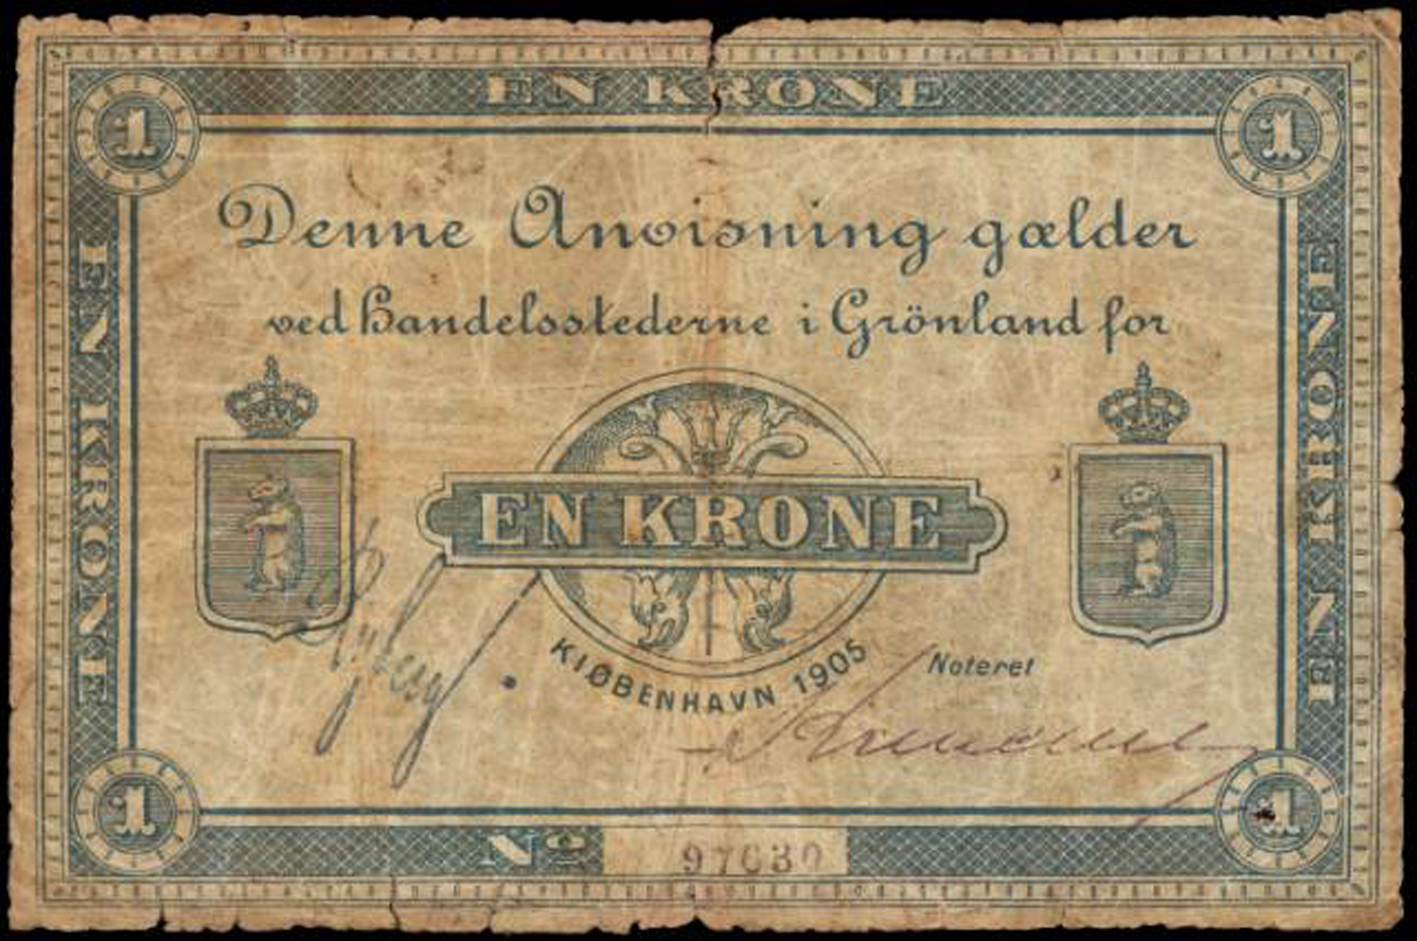 EN KRONE
1
1
Denne Anvisning gælder
ved Handelsstederne i Grönland for
EN KRONE
EN KRONE
EN KRONE
KJØBENHAVN 1905
Noteret
1
1
Nº